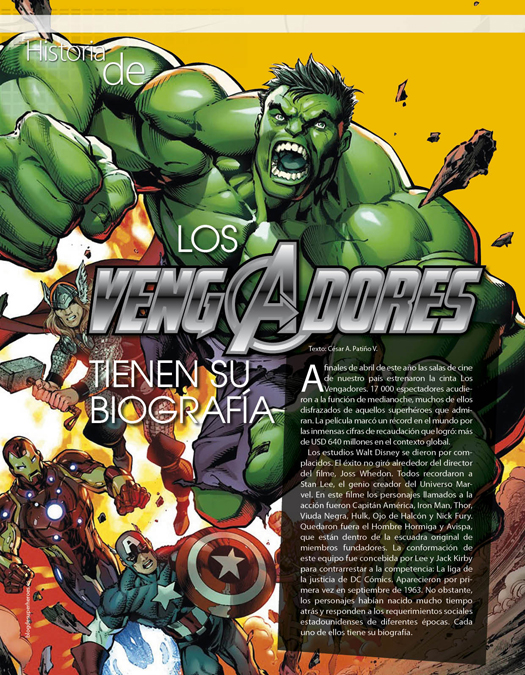 Historia
de
LOS
VENGADORES
TIENEN SU
BIOGRAFÍA
Texto: César A. Patiño V.
A finales de abril de este año las salas de cine
de nuestro país estrenaron la cinta Los
Vengadores. 17 000 espectadores acudie-
ron a la función de medianoche, muchos de ellos
disfrazados de aquellos superhéroes que admi-
ran. La película marcó un récord en el mundo por
las inmensas cifras de recaudación que logró: más
de USD 640 millones en el contexto global.
Los estudios Walt Disney se dieron por com-
placidos. El éxito no giró alrededor del director
del filme, Joss Whedon. Todos recordaron a
Stan Lee, el genio creador del Universo Mar-
vel. En este filme los personajes llamados a la
acción fueron Capitán América, Iron Man, Thor,
Viuda Negra, Hulk, Ojo de Halcón y Nick Fury.
Quedaron fuera el Hombre Hormiga y Avispa,
que están dentro de la escuadra original de
miembros fundadores. La conformación de
este equipo fue concebida por Lee y Jack Kirby
para contrarrestar a la competencia: La liga de
la justicia de DC Cómics. Aparecieron por pri-
mera vez en septiembre de 1963. No obstante,
los personajes habían nacido mucho tiempo
atrás y responden a los requerimientos sociales
estadounidenses de diferentes épocas. Cada
uno de ellos tiene su biografía.